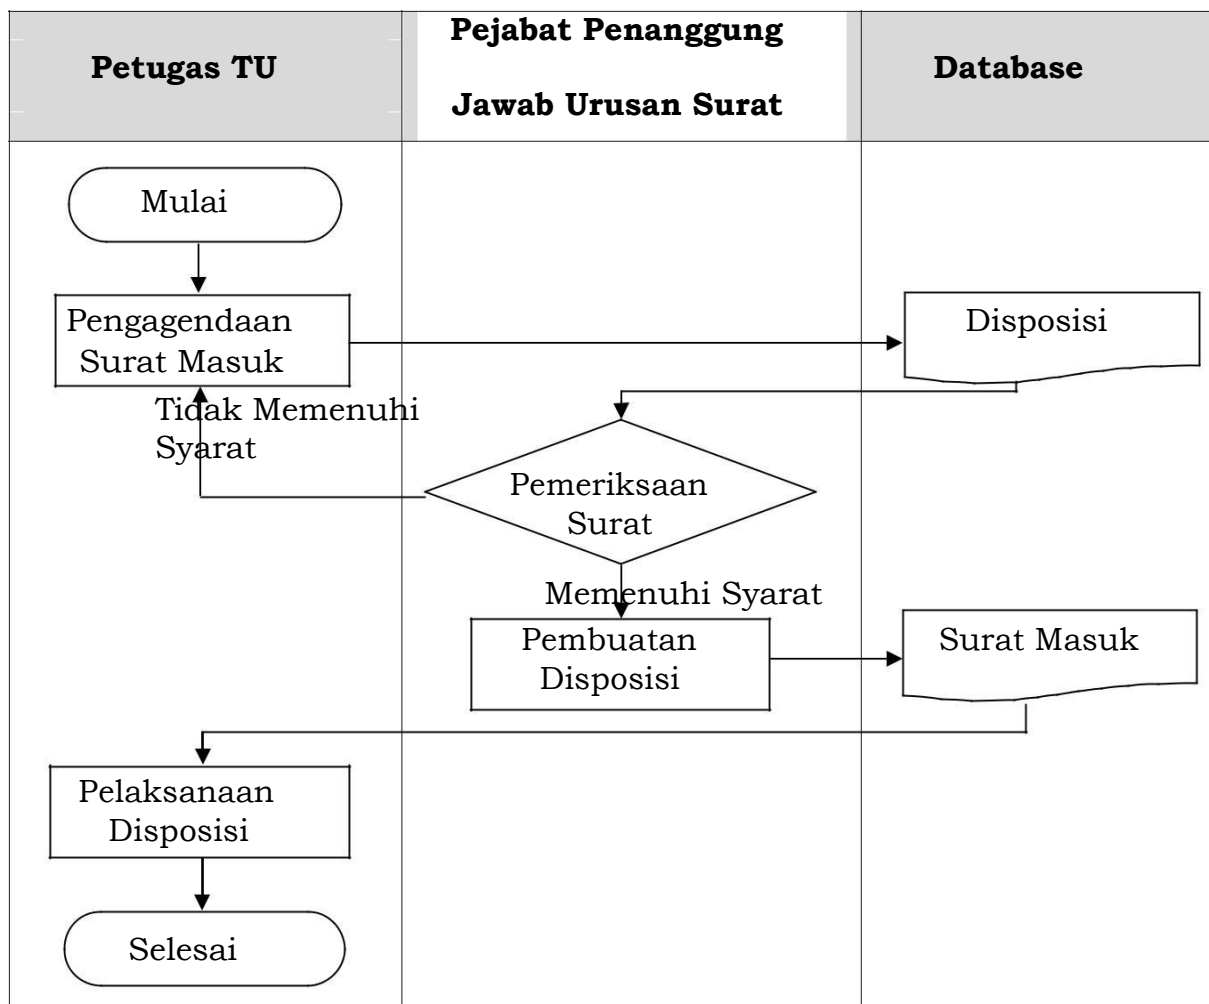 Petugas TU
Pejabat Penanggung
Jawab Urusan Surat
Database
Mulai
Pengagendaan
Surat Masuk
Disposisi
Tidak Memenuhi
Syarat
Pemeriksaan
Surat
Memenuhi Syarat
Pembuatan
Disposisi
Surat Masuk
Pelaksanaan
Disposisi
Selesai